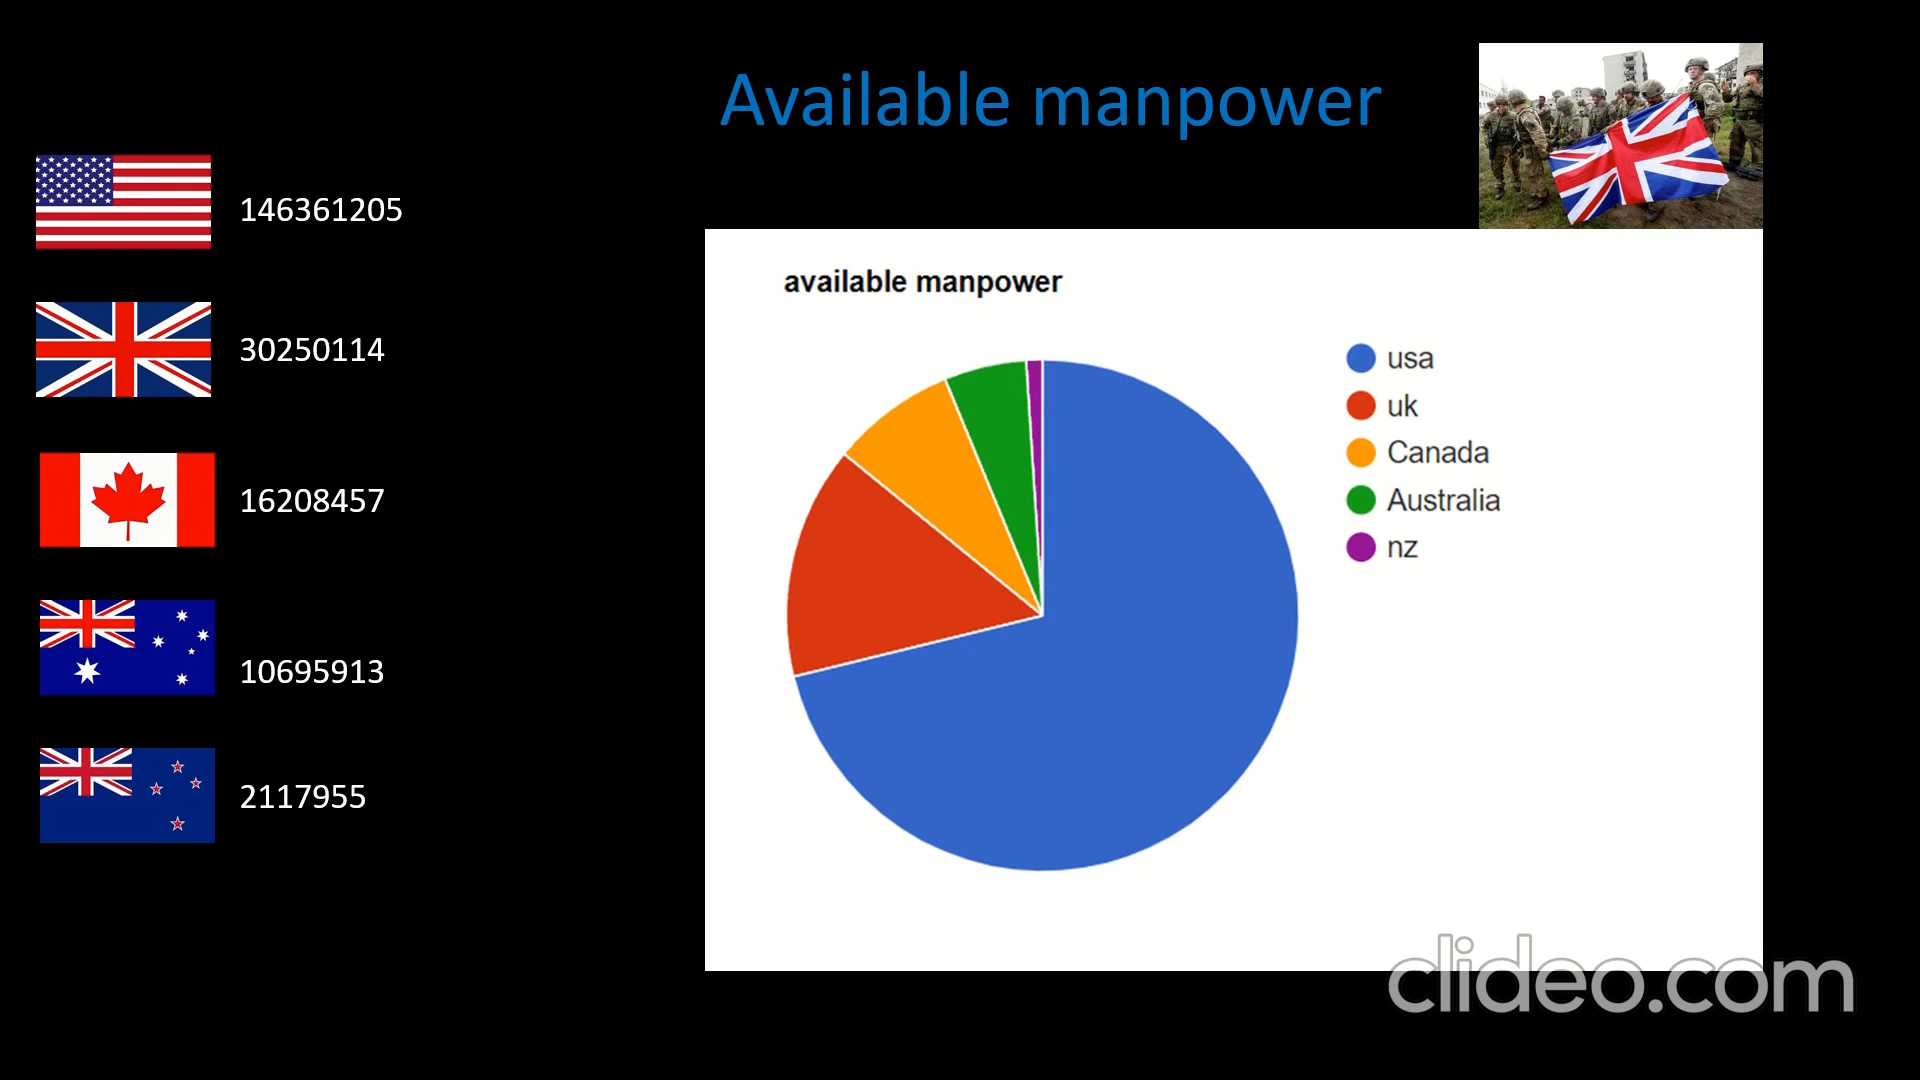 Available manpower
146361205
30250114
16208457
10695913
2117955
available manpower
usa
uk
Canada
Australia
nz
clideo.com